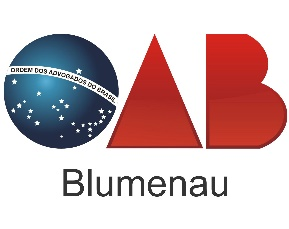 OAB
ORDEM DOS ADVOGADOS DO BRASIL
Blumenau